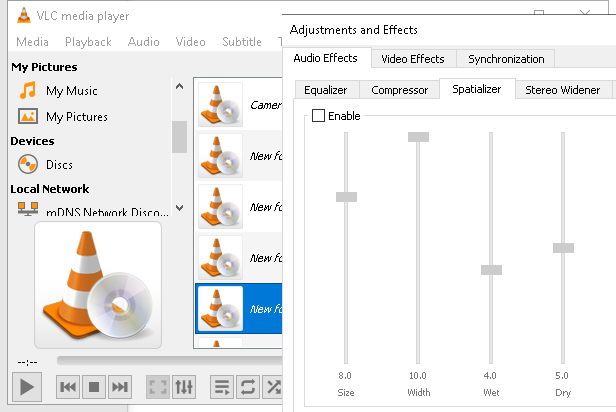 VLC media player
Media Playback Audio Video Subtitle T
My Pictures
My Music
My Pictures
Devices
Discs
Local Network
mDNS Network Disco...
Camer
New fo
New fo
New fo
New fo
--:--
Adjustments and Effects
Audio Effects Video Effects Synchronization
Equalizer Compressor Spatializer Stereo Widener
Enable
8.0 10.0 4.0 5.0
Size Width Wet Dry